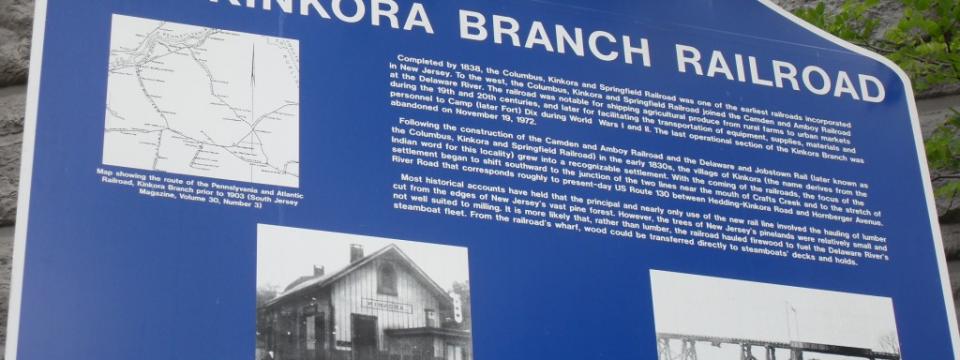 KINKORA BRANCH RAILROAD
Completed by 1838, the Columbus, Kinkora and Springfield Railroad was one of the earliest railroads incorporated
in New Jersey. To the west, the Columbus, Kinkora and Springfield Railroad joined the Camden and Amboy Railroad
at the Delaware River. The railroad was notable for shipping agricultural produce from rural farms to urban markets
during the 19th and 20th centuries, and later for facilitating the transportation of equipment, supplies, materials and
personnel to Camp (later Fort) Dix during World Wars I and II. The last operational section of the Kinkora Branch was
abandoned on November 19, 1972.
Following the construction of the Camden and Amboy Railroad and the Delaware and Jobstown Rail (later known as
the Columbus, Kinkora and Springfield Railroad) in the early 1830s, the village of Kinkora (the name derives from the
Indian word for this locality) grew into a recognizable settlement. With the coming of the railroads, the focus of the
settlement began to shift southward to the junction of the two lines near the mouth of Crafts Creek and to the stretch of
River Road that corresponds roughly to present-day US Route 130 between Hedding-Kinkora Road and Hornberger Avenue.
Most historical accounts have held that the principal and nearly only use of the new rail line involved the hauling of lumber
cut from the edges of New Jersey's vast pine forest. However, the trees of New Jersey's pinelands were relatively small and
not well suited to milling. It is more likely that, rather than lumber, the railroad hauled firewood to fuel the Delaware River's
steamboat fleet. From the railroad's wharf, wood could be transferred directly to steamboats' decks and holds.
Map showing the route of the Pennsylvania and Atlantic
Railroad, Kinkora Branch prior to 1903 (South Jersey
Magazine, Volume 30, Number 3)
KINKORA